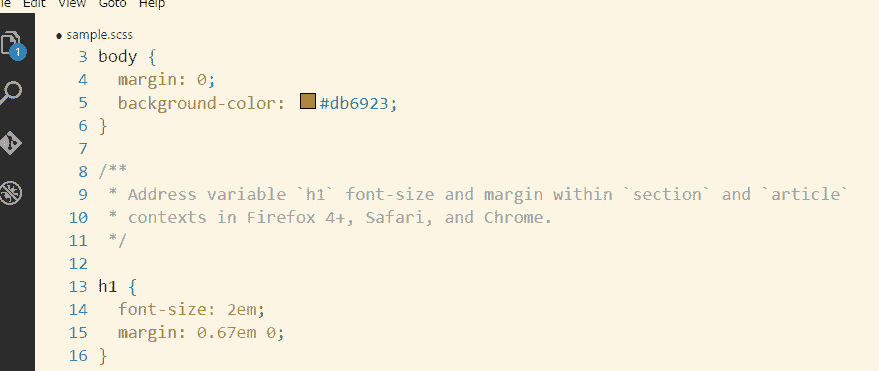 ile Edit View Goto Help
1
● sample.scss
3 body {
4   margin: 0;
5   background-color: #db6923;
6 }
7
8 /**
9  * Address variable `h1` font-size and margin within `section` and `article`
10  * contexts in Firefox 4+, Safari, and Chrome.
11  */
12
13 h1 {
14   font-size: 2em;
15   margin: 0.67em 0;
16 }